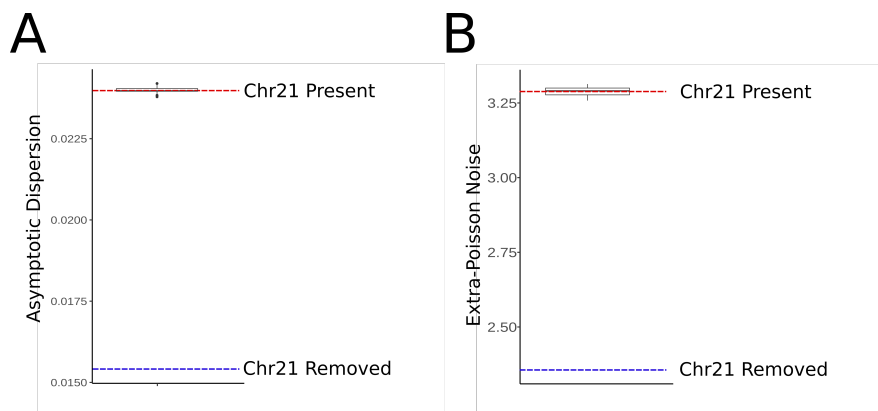 A
B
Asymptotic Dispersion
0.0225
0.0200
0.0175
0.0150
Chr21 Present
Chr21 Removed
Extra-Poisson Noise
3.25
3.00
2.75
2.50
Chr21 Present
Chr21 Removed